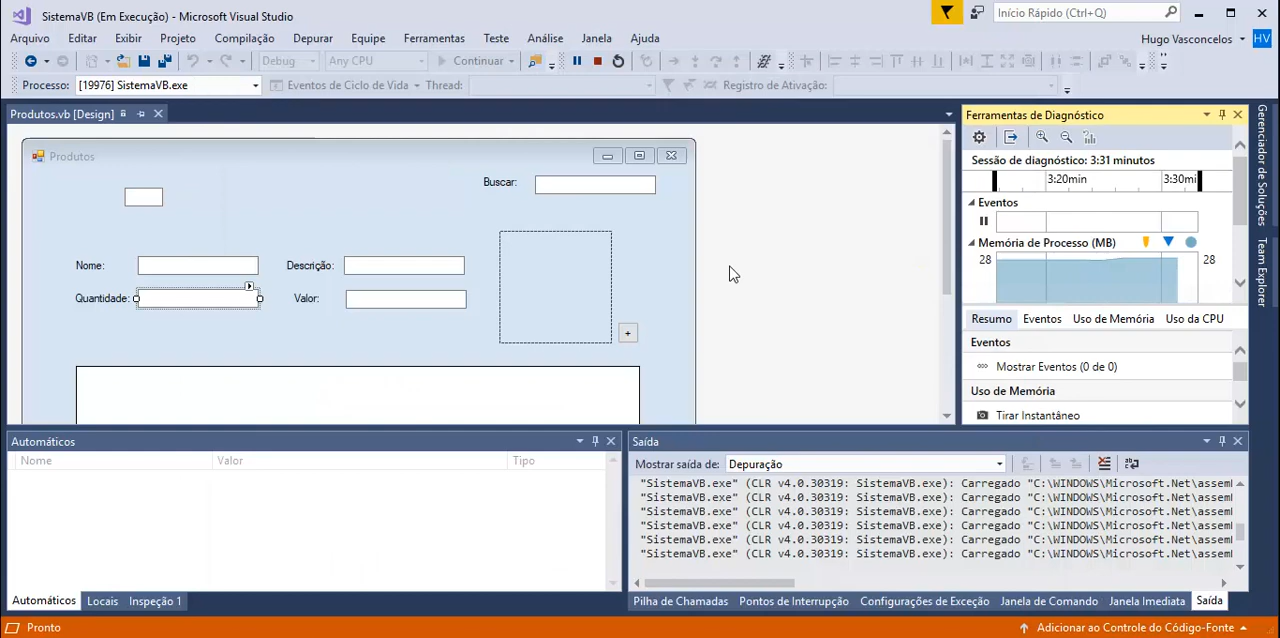 SistemaVB (Em Execução) - Microsoft Visual Studio
Início Rápido (Ctrl+Q)
Arquivo Editar Exibir Projeto Compilação Depurar Equipe Ferramentas Teste Análise Janela Ajuda
Hugo Vasconcelos HV
Debug Any CPU Continuar
Processo: [19976] SistemaVB.exe Eventos de Ciclo de Vida Thread: Registro de Ativação:
Produtos.vb [Design]
Produtos
Buscar:
Nome: Descrição:
Quantidade: Valor:
+
Ferramentas de Diagnóstico
Sessão de diagnóstico: 3:31 minutos
3:20min 3:30mi
Eventos
Memória de Processo (MB)
28 28
Resumo Eventos Uso de Memória Uso da CPU
Eventos
Mostrar Eventos (0 de 0)
Uso de Memória
Tirar Instantâneo
Gerenciador de Soluções
Team Explorer
Automáticos
Nome Valor Tipo
Automáticos Locais Inspeção 1
Saída
Mostrar saída de: Depuração
"SistemaVB.exe" (CLR v4.0.30319: SistemaVB.exe): Carregado "C:\WINDOWS\Microsoft.Net\assem
"SistemaVB.exe" (CLR v4.0.30319: SistemaVB.exe): Carregado "C:\WINDOWS\Microsoft.Net\assem
"SistemaVB.exe" (CLR v4.0.30319: SistemaVB.exe): Carregado "C:\WINDOWS\Microsoft.Net\assem
"SistemaVB.exe" (CLR v4.0.30319: SistemaVB.exe): Carregado "C:\WINDOWS\Microsoft.Net\assem
"SistemaVB.exe" (CLR v4.0.30319: SistemaVB.exe): Carregado "C:\WINDOWS\Microsoft.Net\assem
"SistemaVB.exe" (CLR v4.0.30319: SistemaVB.exe): Carregado "C:\WINDOWS\Microsoft.Net\assem
Pilha de Chamadas Pontos de Interrupção Configurações de Exceção Janela de Comando Janela Imediata Saída
Pronto
Adicionar ao Controle do Código-Fonte